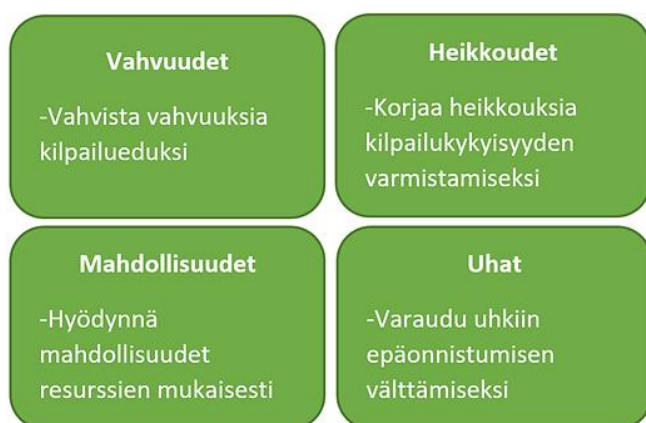 Vahvuudet
-Vahvista vahvuuksia
kilpailueduksi
Heikkoudet
-Korjaa heikkouksia
kilpailukykyisyyden
varmistamiseksi
Mahdollisuudet
-Hyödynnä
mahdollisuudet
resurssien mukaisesti
Uhat
-Varaudu uhkiin
epäonnistumisen
välttämiseksi